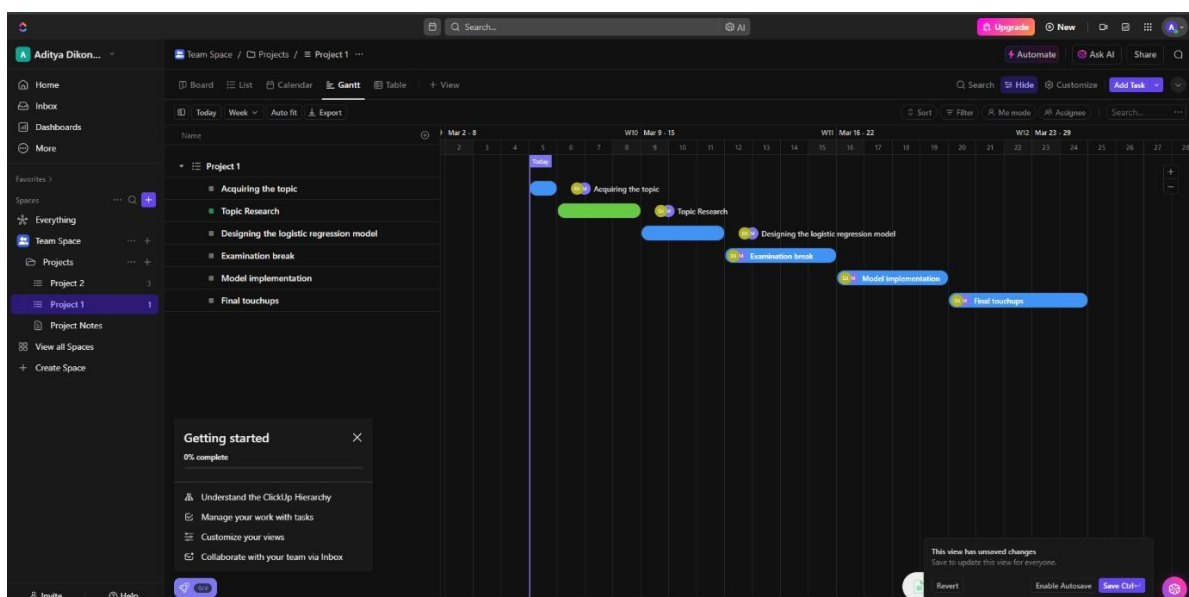 Search...
AI
Upgrade
New
A
A Aditya Dikon...
Team Space / Projects / Project 1 ...
Automate
Ask AI
Share
Home
Inbox
Dashboards
More
Favorites >
Spaces
Everything
Team Space
Projects
Project 2 3
Project 1 1
Project Notes
View all Spaces
+ Create Space
Invite
Help
Board
List
Calendar
Gantt
Table
+ View
Search
Hide
Customize
Add Task
Today
Week
Auto fit
Export
Sort
Filter
Me mode
Assignee
Search...
Name
Mar 2 - 8
W10 Mar 9 - 15
W11 Mar 16 - 22
W12 Mar 23 - 29
2 3 4 5 6 7 8 9 10 11 12 13 14 15 16 17 18 19 20 21 22 23 24 25 26 27 28
Today
Project 1
Acquiring the topic
Topic Research
Designing the logistic regression model
Examination break
Model implementation
Final touchups
Acquiring the topic
Topic Research
Designing the logistic regression model
Examination break
Model implementation
Final touchups
Getting started
0% complete
Understand the ClickUp Hierarchy
Manage your work with tasks
Customize your views
Collaborate with your team via Inbox
0/4
This view has unsaved changes
Save to update this view for everyone.
Revert
Enable Autosave
Save Ctrl↵